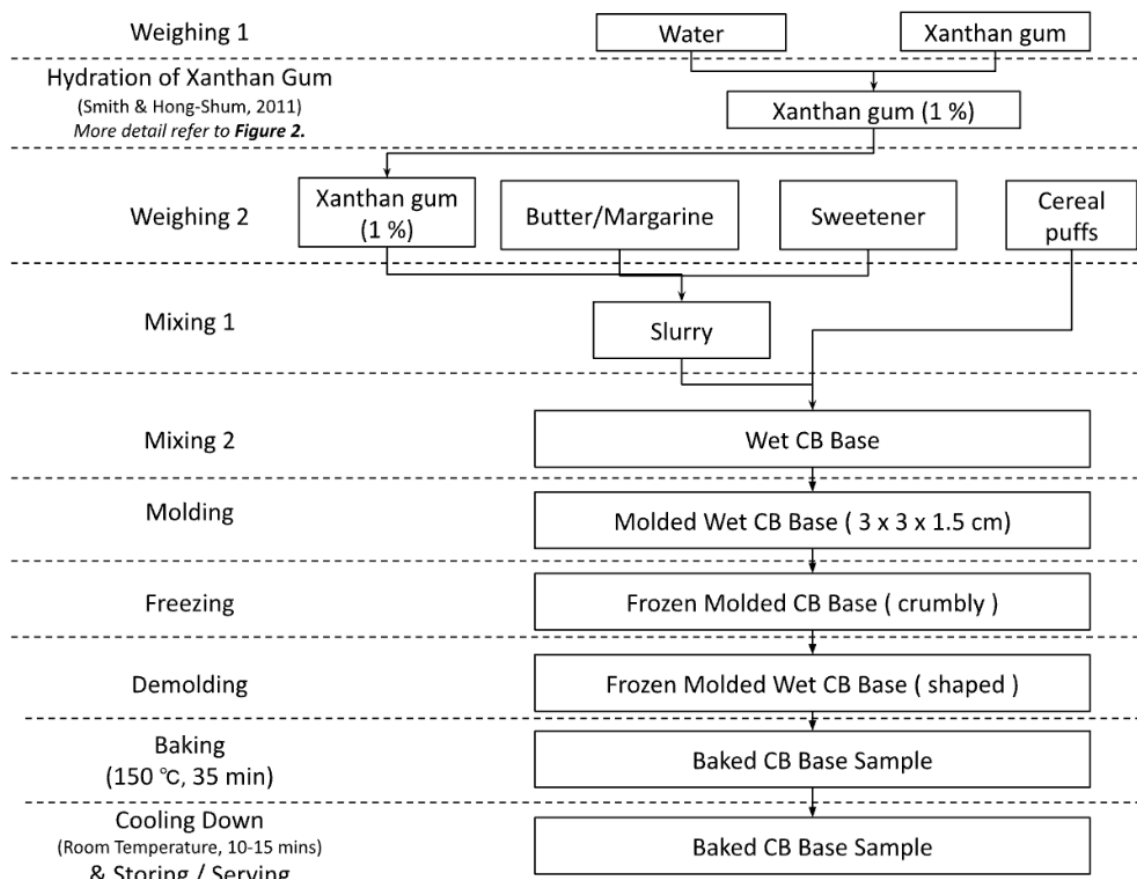 Weighing 1
Water
Xanthan gum
Hydration of Xanthan Gum
(Smith & Hong-Shum, 2011)
More detail refer to Figure 2.
Xanthan gum (1 %)
Weighing 2
Xanthan gum
(1 %)
Butter/Margarine
Sweetener
Cereal
puffs
Mixing 1
Slurry
Mixing 2
Wet CB Base
Molding
Molded Wet CB Base ( 3 x 3 x 1.5 cm)
Freezing
Frozen Molded CB Base ( crumbly )
Demolding
Frozen Molded Wet CB Base ( shaped )
Baking
(150 ℃, 35 min)
Baked CB Base Sample
Cooling Down
(Room Temperature, 10-15 mins)
& Storing / Serving
Baked CB Base Sample